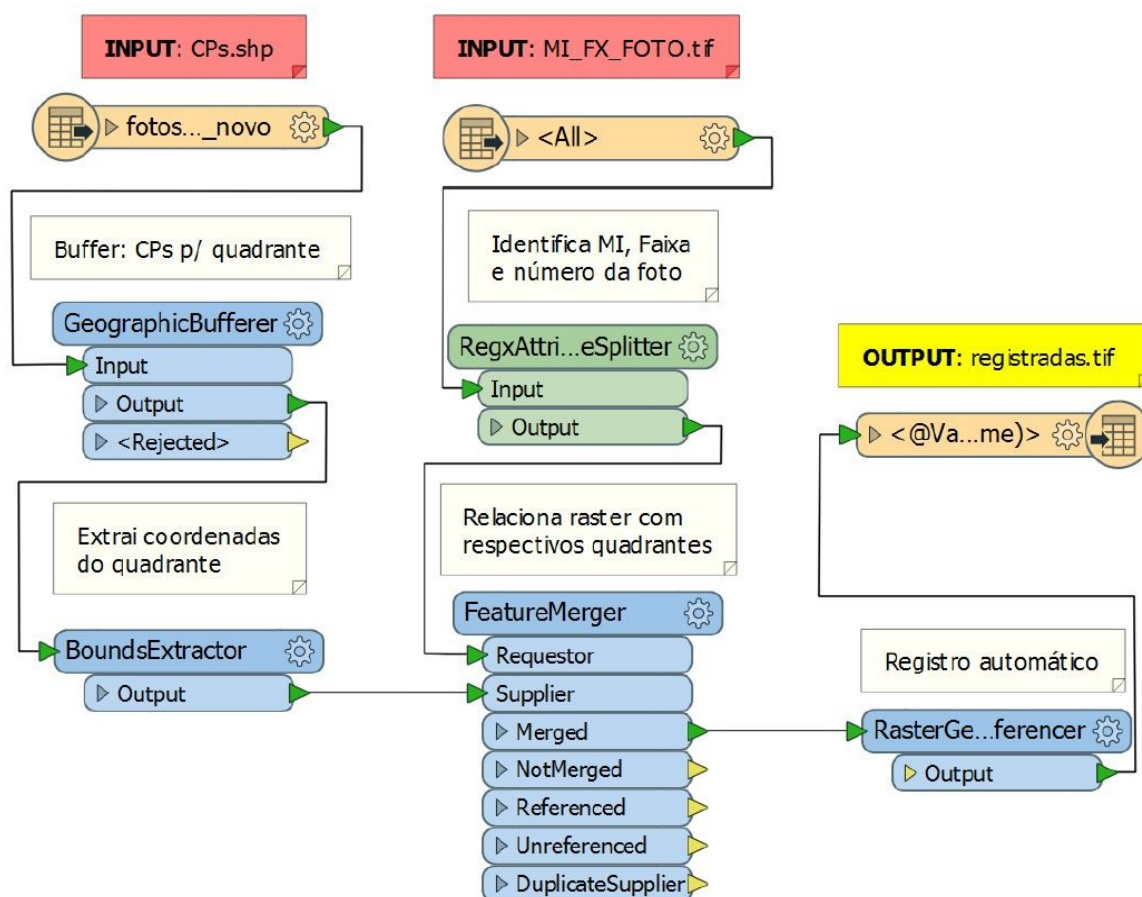 INPUT: CPs.shp
fotos..._novo
Buffer: CPs p/ quadrante
GeographicBufferer
Input
Output
<Rejected>
Extrai coordenadas
do quadrante
BoundsExtractor
Output
INPUT: MI_FX_FOTO.tif
<All>
Identifica MI, Faixa
e número da foto
RegxAttri...eSplitter
Input
Output
Relaciona raster com
respectivos quadrantes
FeatureMerger
Requestor
Supplier
Merged
NotMerged
Referenced
Unreferenced
DuplicateSupplier
OUTPUT: registradas.tif
<@Va...me)>
Registro automático
RasterGe...ferencer
Output